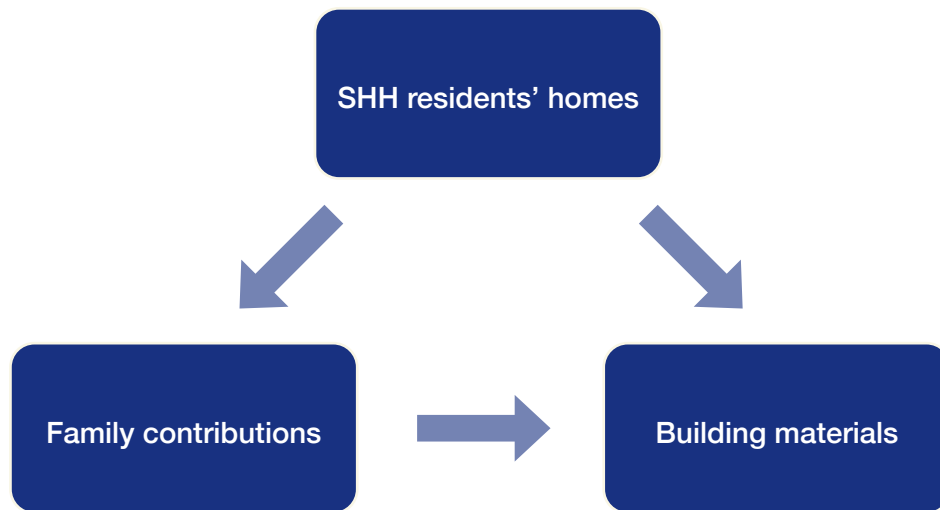 SHH residents’ homes
Family contributions
Building materials